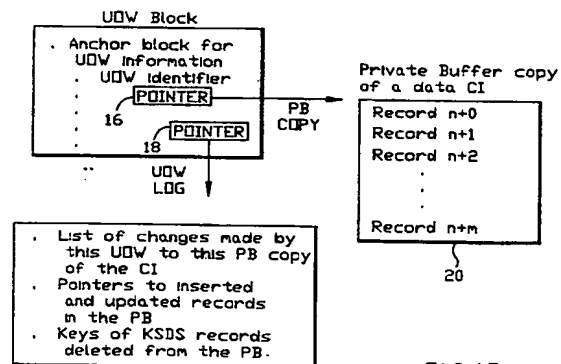 UOW Block
. Anchor block for
UOW information
. UOW identifier
. POINTER
16
. 18 POINTER
PB
COPY
UOW
LOG
Private Buffer copy
of a data CI
Record n+0
Record n+1
Record n+2
.
.
.
Record n+m
20
. List of changes made by
this UOW to this PB copy
of the CI
. Pointers to inserted
and updated records
in the PB
. Keys of KSDS records
deleted from the PB.